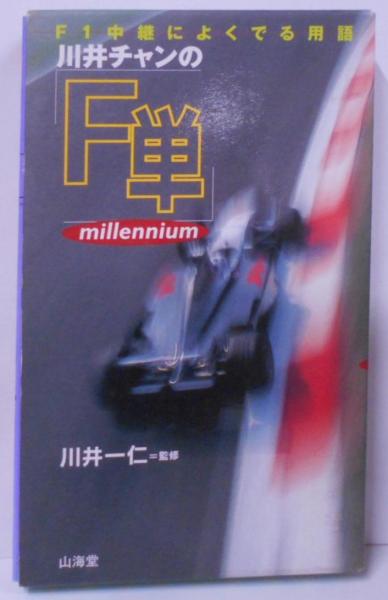 F1中継によくでる用語
川井チャンの
「F単」
millennium
川井一仁=監修
山海堂